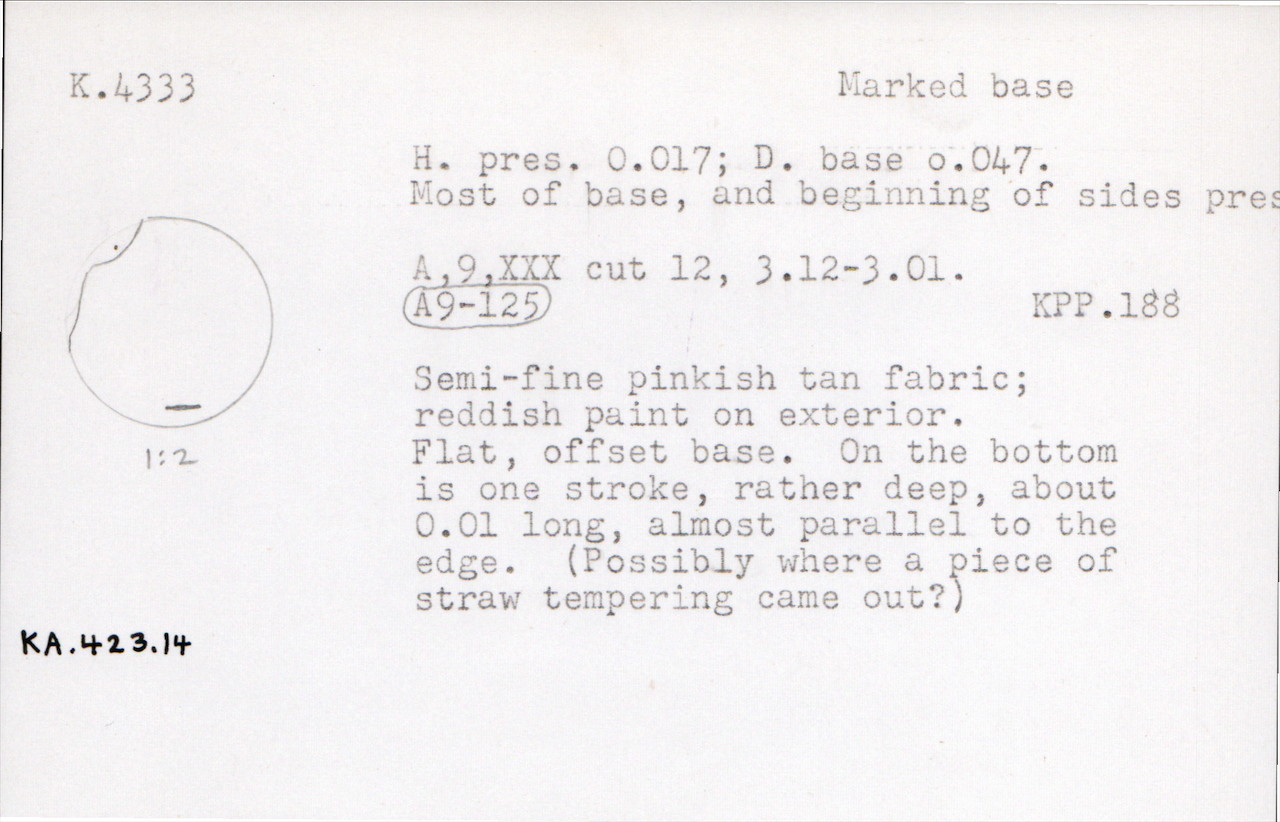 K.4333 Marked base
H. pres. 0.017; D. base o.047.
Most of base, and beginning of sides pres
A,9,XXX cut 12, 3.12-3.01.
A9-125 KPP.188
Semi-fine pinkish tan fabric;
reddish paint on exterior.
Flat, offset base. On the bottom
is one stroke, rather deep, about
0.01 long, almost parallel to the
edge. (Possibly where a piece of
straw tempering came out?)
1:2
KA.423.14